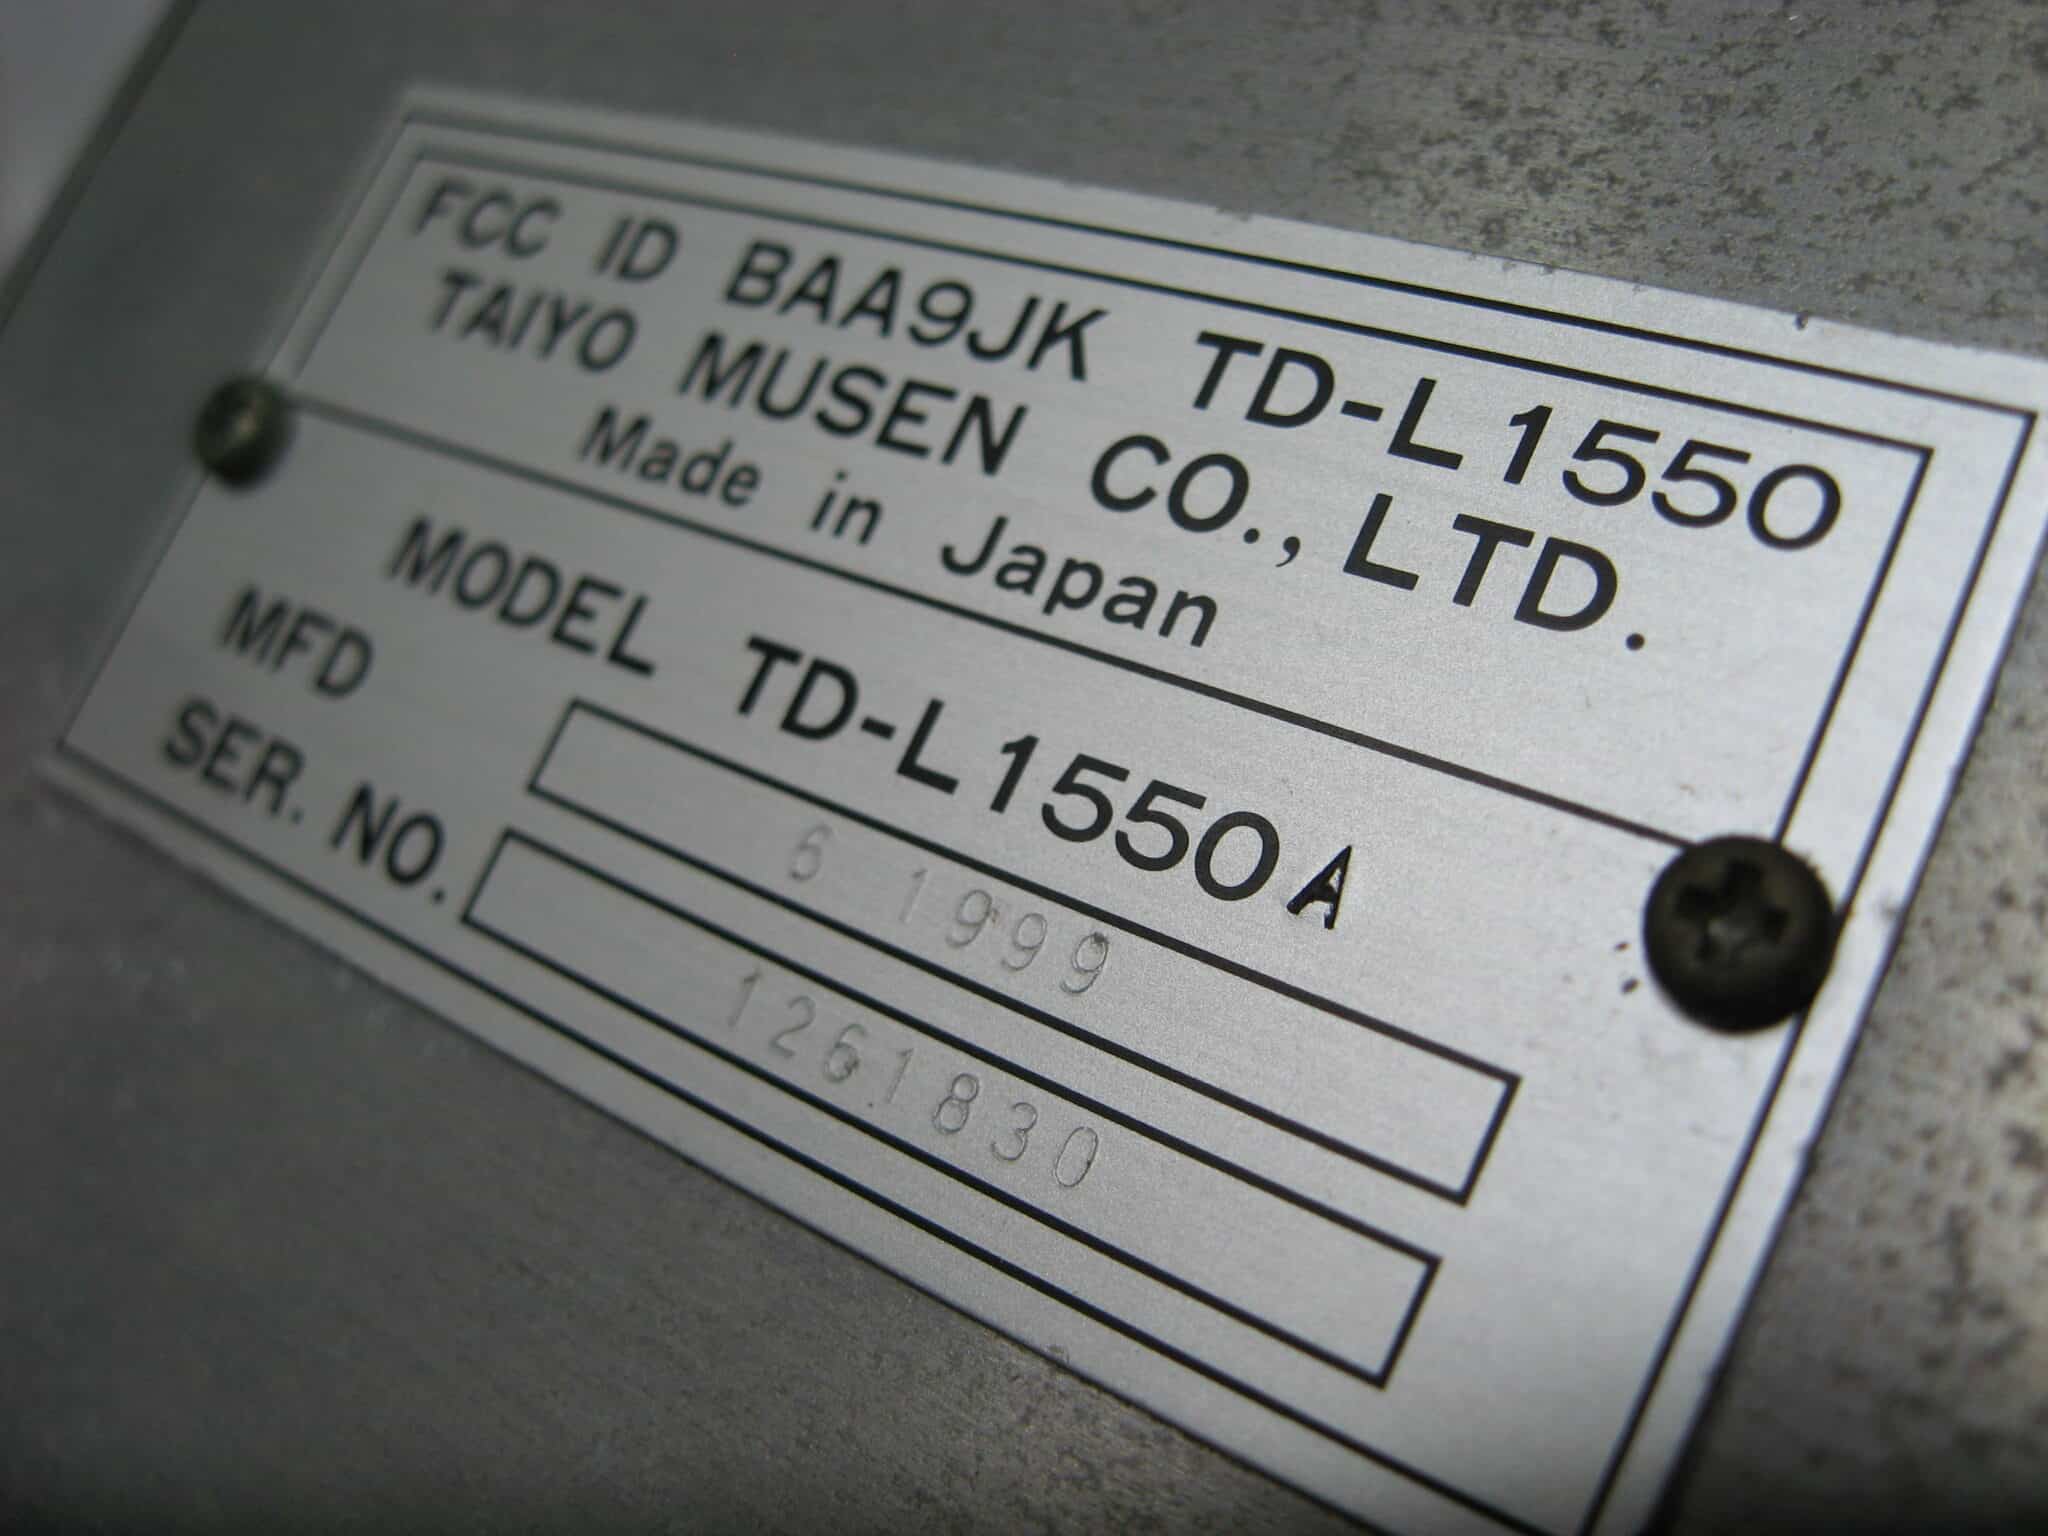 FCC ID BAA9JK TD-L1550
TAIYO MUSEN CO., LTD.
Made in Japan
MODEL TD-L1550A
MFD 6 1999
SER. NO. 1261830